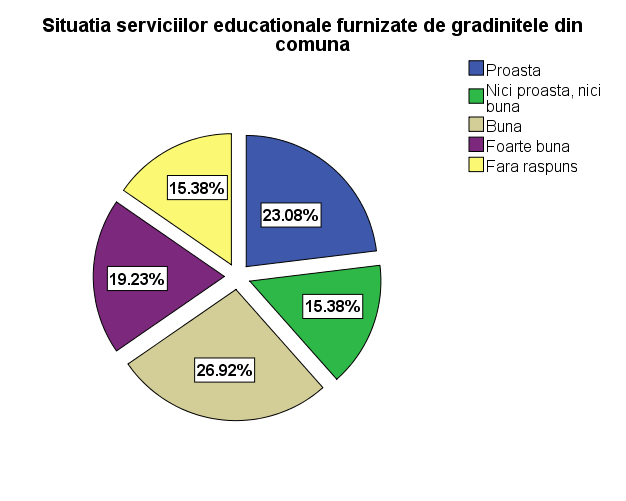 Situatia serviciilor educationale furnizate de gradinitele din
comuna
Proasta
Nici proasta, nici
buna
Buna
Foarte buna
Fara raspuns
15.38%
23.08%
19.23%
15.38%
26.92%